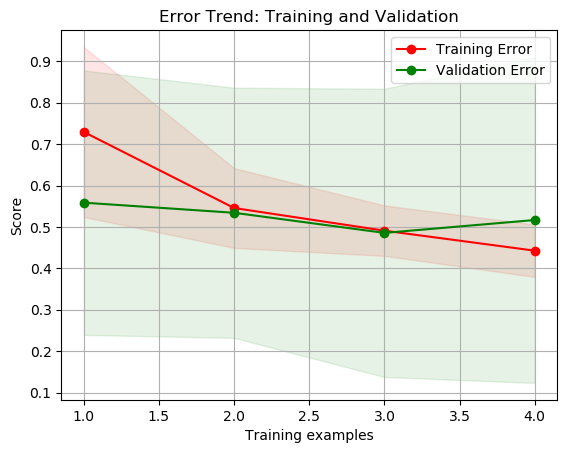 Error Trend: Training and Validation
Training Error
Validation Error
Score
0.9
0.8
0.7
0.6
0.5
0.4
0.3
0.2
0.1
1.0 1.5 2.0 2.5 3.0 3.5 4.0
Training examples